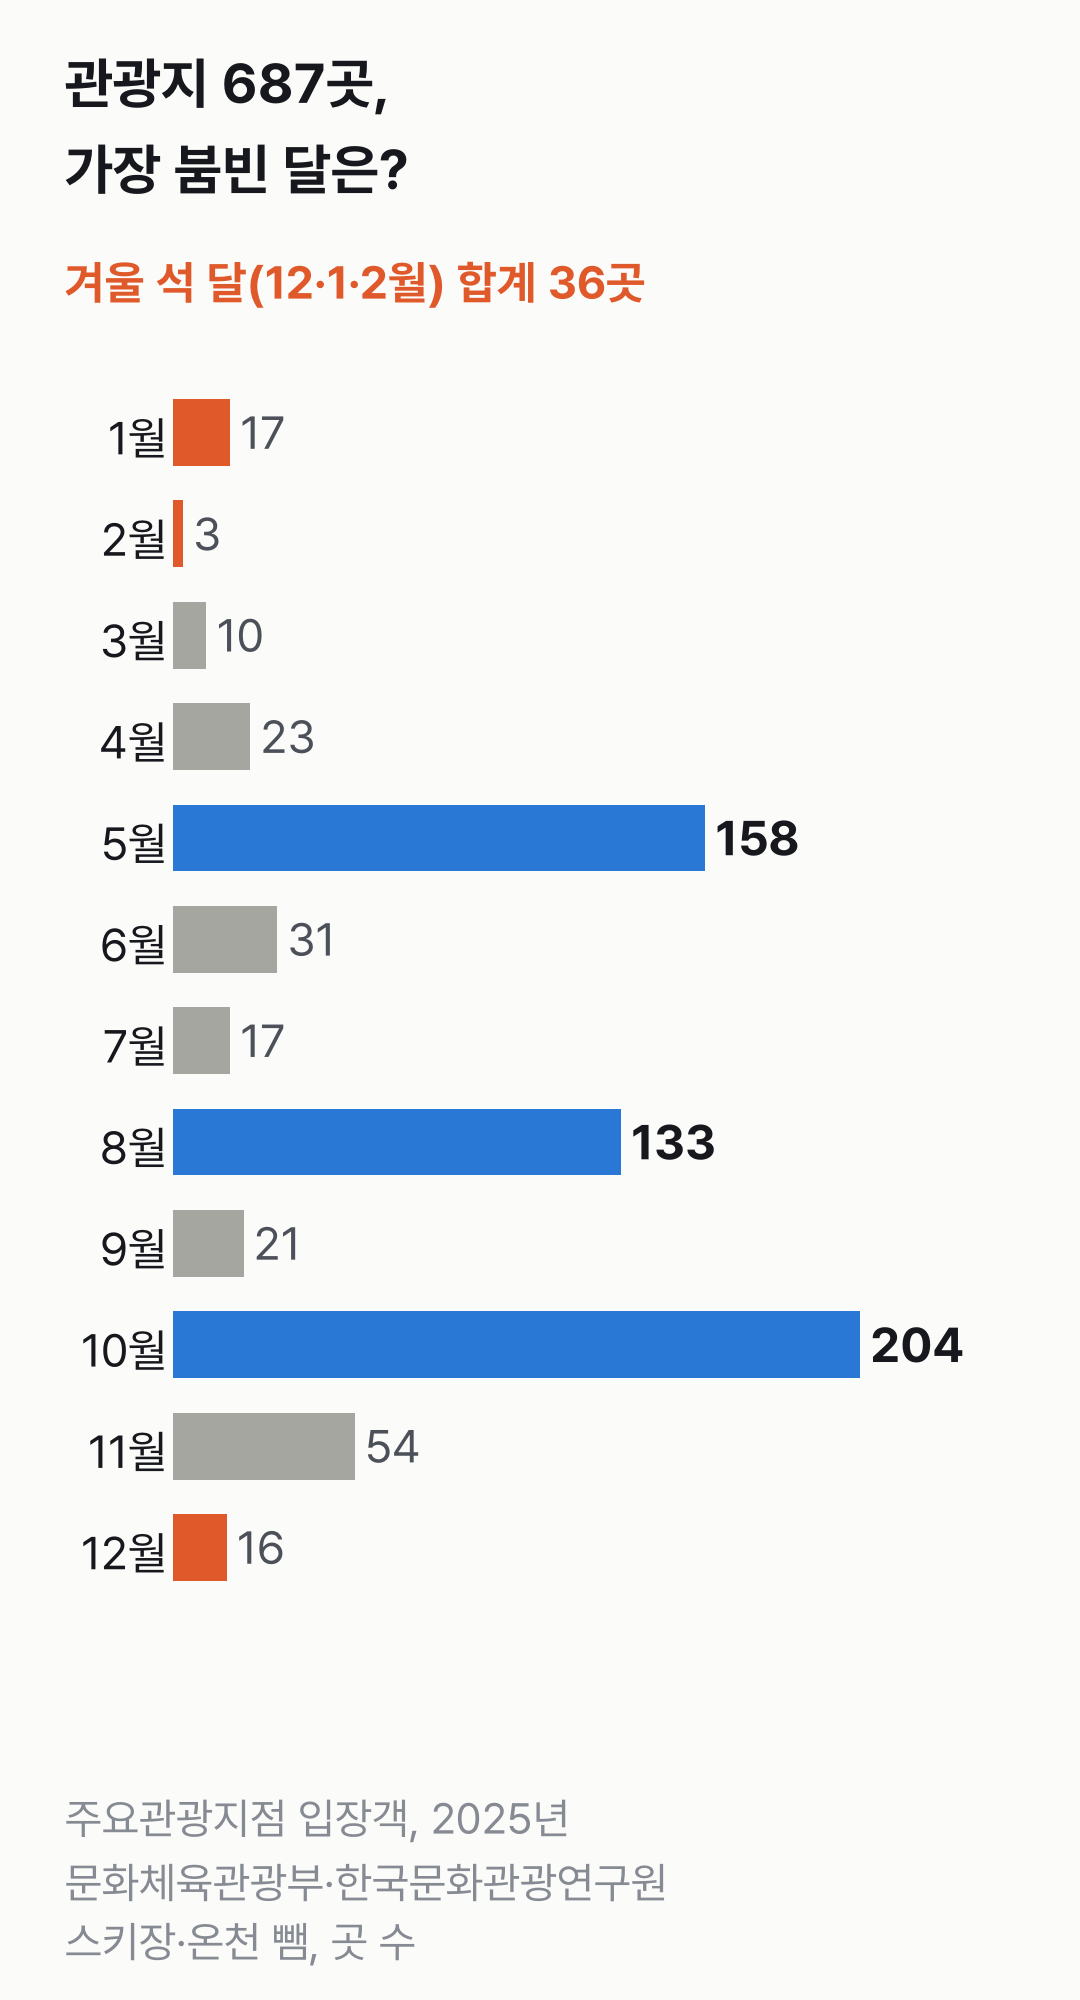 관광지 687곳,
가장 붐빈 달은?
겨울 석 달(12·1·2월) 합계 36곳
1월 17
2월 3
3월 10
4월 23
5월 158
6월 31
7월 17
8월 133
9월 21
10월 204
11월 54
12월 16
주요관광지점 입장객, 2025년
문화체육관광부·한국문화관광연구원
스키장·온천 뺌, 곳 수